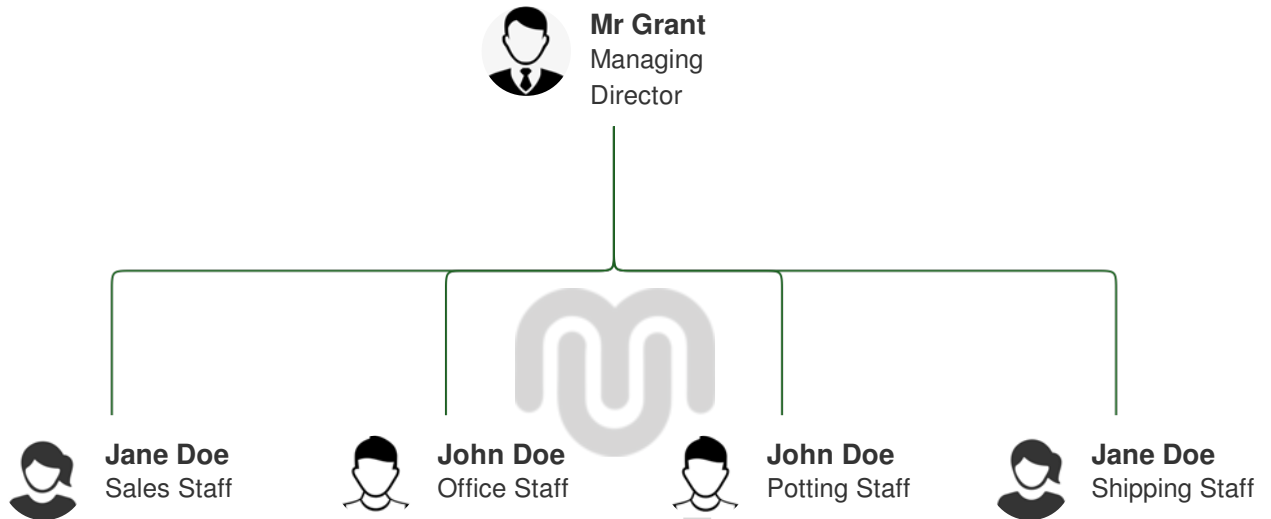 Mr Grant
Managing
Director
Jane Doe
Sales Staff
John Doe
Office Staff
John Doe
Potting Staff
Jane Doe
Shipping Staff